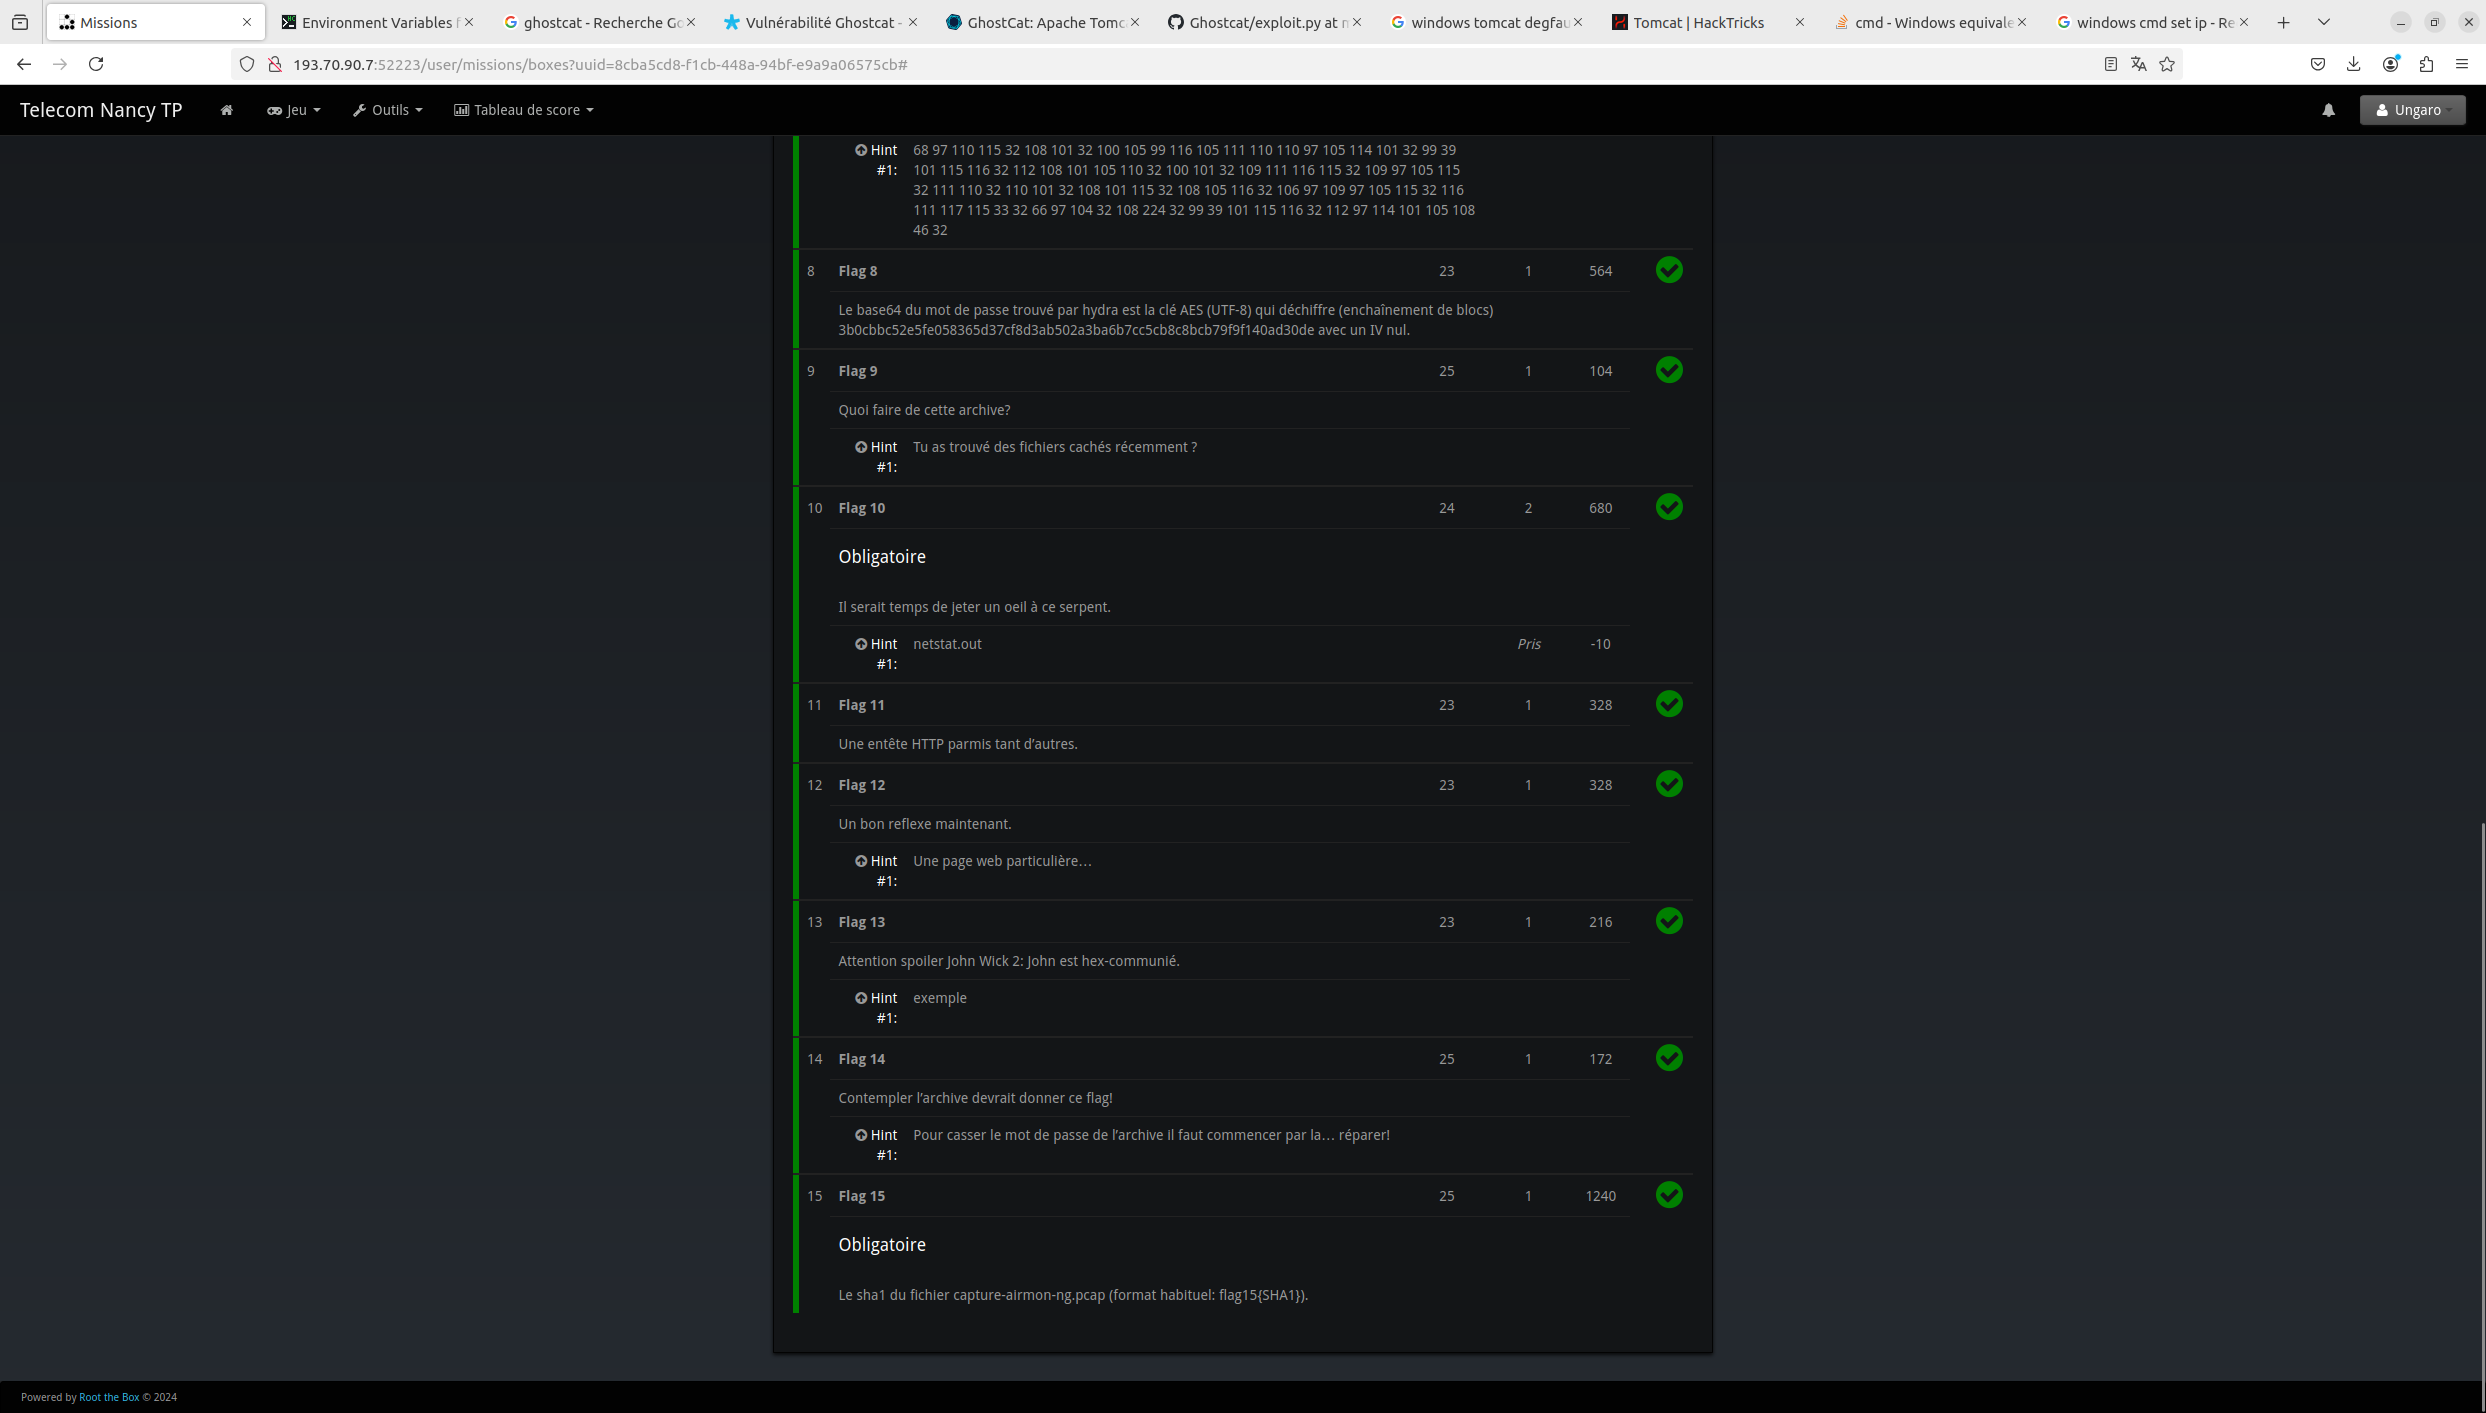 Missions
Environment Variables f
ghostcat - Recherche Go
Vulnérabilité Ghostcat -
GhostCat: Apache Tomc
Ghostcat/exploit.py at m
windows tomcat degfau
Tomcat | HackTricks
cmd - Windows equivale
windows cmd set ip - Re
193.70.90.7:52223/user/missions/boxes?uuid=8cba5cd8-f1cb-448a-94bf-e9a9a06575cb#
Telecom Nancy TP
Jeu
Outils
Tableau de score
Ungaro
Hint #1: 68 97 110 115 32 108 101 32 100 105 99 116 105 111 110 110 97 105 114 101 32 99 39
101 115 116 32 112 108 101 105 110 32 100 101 32 109 111 116 115 32 109 97 105 115
32 111 110 32 110 101 32 108 101 115 32 108 105 116 32 106 97 109 97 105 115 32 116
111 117 115 33 32 66 97 104 32 108 224 32 99 39 101 115 116 32 112 97 114 101 105 108
46 32
8 Flag 8 23 1 564
Le base64 du mot de passe trouvé par hydra est la clé AES (UTF-8) qui déchiffre (enchaînement de blocs)
3b0cbbc52e5fe058365d37cf8d3ab502a3ba6b7cc5cb8c8bcb79f9f140ad30de avec un IV nul.
9 Flag 9 25 1 104
Quoi faire de cette archive?
Hint #1: Tu as trouvé des fichiers cachés récemment ?
10 Flag 10 24 2 680
Obligatoire
Il serait temps de jeter un oeil à ce serpent.
Hint #1: netstat.out Pris -10
11 Flag 11 23 1 328
Une entête HTTP parmis tant d'autres.
12 Flag 12 23 1 328
Un bon reflexe maintenant.
Hint #1: Une page web particulière…
13 Flag 13 23 1 216
Attention spoiler John Wick 2: John est hex-communié.
Hint #1: exemple
14 Flag 14 25 1 172
Contempler l'archive devrait donner ce flag!
Hint #1: Pour casser le mot de passe de l'archive il faut commencer par la… réparer!
15 Flag 15 25 1 1240
Obligatoire
Le sha1 du fichier capture-airmon-ng.pcap (format habituel: flag15{SHA1}).
Powered by Root the Box © 2024